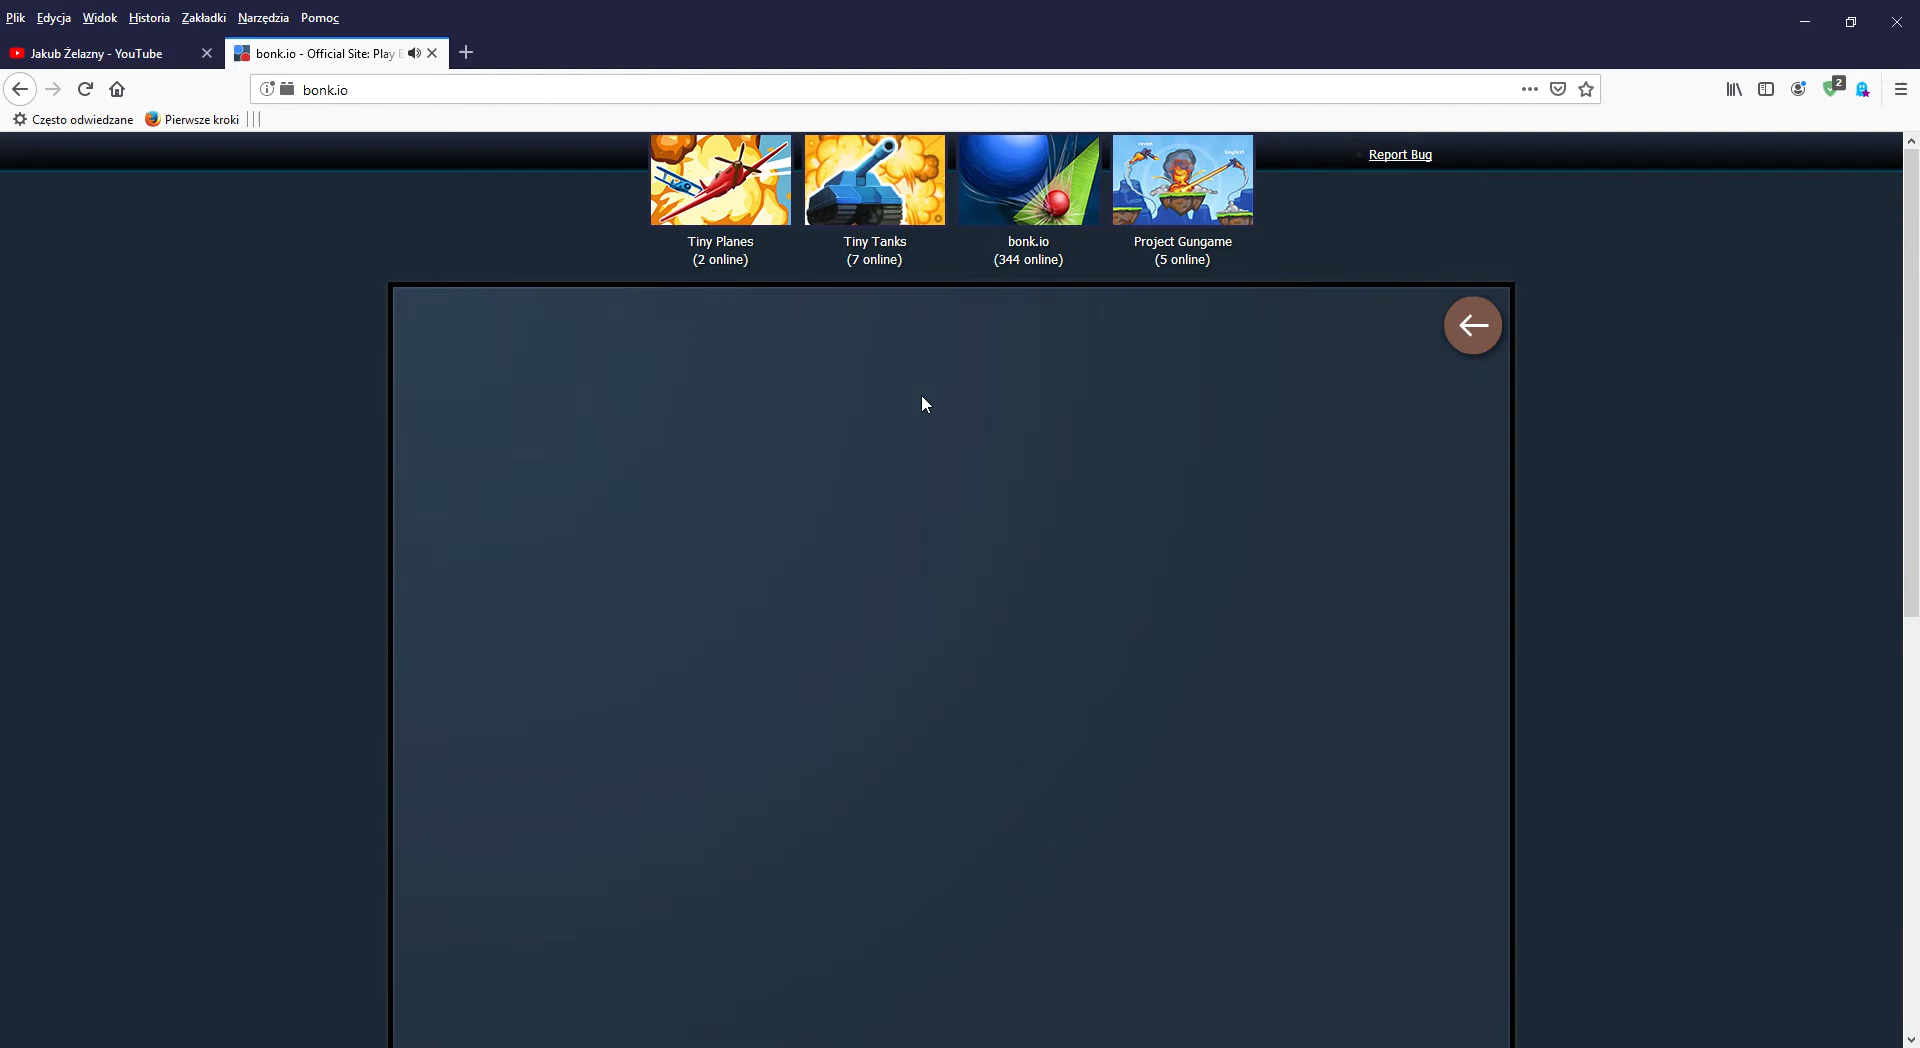 Plik Edycja Widok Historia Zakładki Narzędzia Pomoc
Jakub Żelazny - YouTube
bonk.io - Official Site: Play
bonk.io
2
Często odwiedzane
Pierwsze kroki
Report Bug
Tiny Planes
(2 online)
Tiny Tanks
(7 online)
bonk.io
(344 online)
Project Gungame
(5 online)